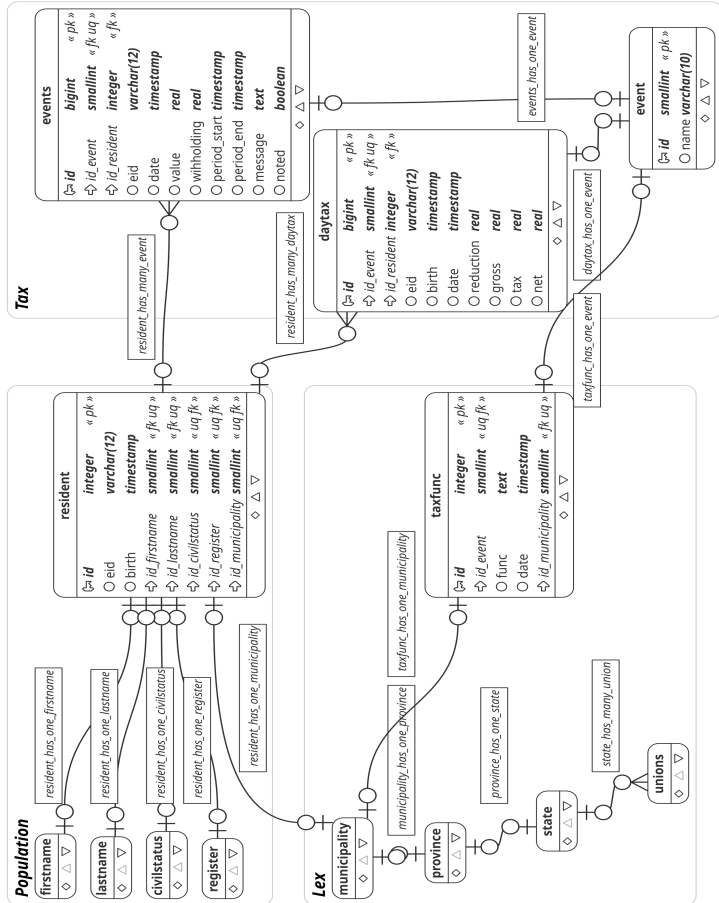 Population
firstname
lastname
civilstatus
register
resident_has_one_firstname
resident_has_one_lastname
resident_has_one_civilstatus
resident_has_one_register
resident_has_one_municipality
resident
id integer « pk »
eid varchar(12)
birth timestamp
id_firstname smallint « fk uq »
id_lastname smallint « fk uq »
id_civilstatus smallint « uq fk »
id_register smallint « uq fk »
id_municipality smallint « uq fk »
Tax
resident_has_many_event
resident_has_many_daytax
events
id bigint « pk »
id_event smallint « fk uq »
id_resident integer « fk »
eid varchar(12)
date timestamp
value real
wihholding real
period_start timestamp
period_end timestamp
message text
noted boolean
daytax
id bigint « pk »
id_event smallint « fk uq »
id_resident integer « fk »
eid varchar(12)
birth timestamp
date timestamp
reduction real
gross real
tax real
net real
events_has_one_event
daytax_has_one_event
taxfunc_has_one_event
event
id smallint « pk »
name varchar(10)
Lex
municipality
province
state
unions
municipality_has_one_province
province_has_one_state
state_has_many_union
taxfunc_has_one_municipality
taxfunc
id integer « pk »
id_event smallint « uq fk »
func text
date timestamp
id_municipality smallint « fk uq »